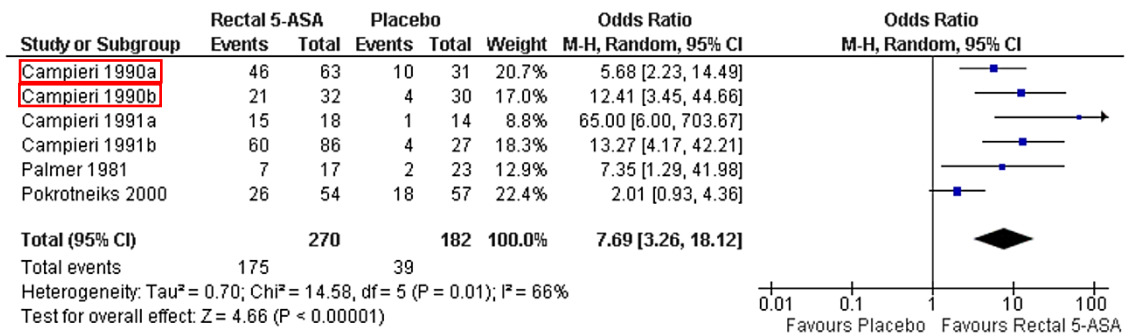 Rectal 5-ASA Placebo Odds Ratio Odds Ratio
Study or Subgroup Events Total Events Total Weight M-H, Random, 95% CI M-H, Random, 95% CI
Campieri 1990a 46 63 10 31 20.7% 5.68 [2.23, 14.49]
Campieri 1990b 21 32 4 30 17.0% 12.41 [3.45, 44.66]
Campieri 1991a 15 18 1 14 8.8% 65.00 [6.00, 703.67]
Campieri 1991b 60 86 4 27 18.3% 13.27 [4.17, 42.21]
Palmer 1981 7 17 2 23 12.9% 7.35 [1.29, 41.98]
Pokrotneiks 2000 26 54 18 57 22.4% 2.01 [0.93, 4.36]
Total (95% CI) 270 182 100.0% 7.69 [3.26, 18.12]
Total events 175 39
Heterogeneity: Tau² = 0.70; Chi² = 14.58, df = 5 (P = 0.01); I² = 66%
Test for overall effect: Z = 4.66 (P < 0.00001)
0.01 0.1 1 10 100
Favours Placebo Favours Rectal 5-ASA